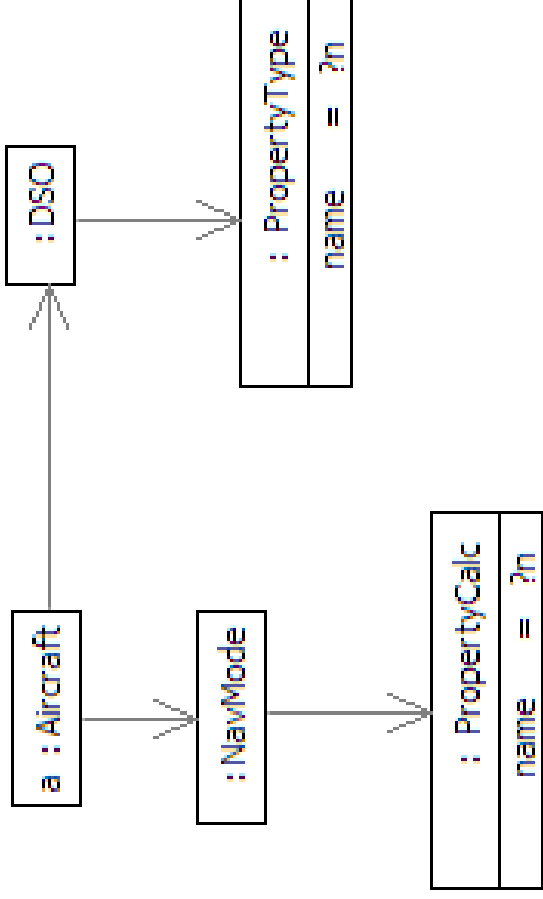 a : Aircraft
: DSO
: NavMode
: PropertyType
name = ?n
: PropertyCalc
name = ?n